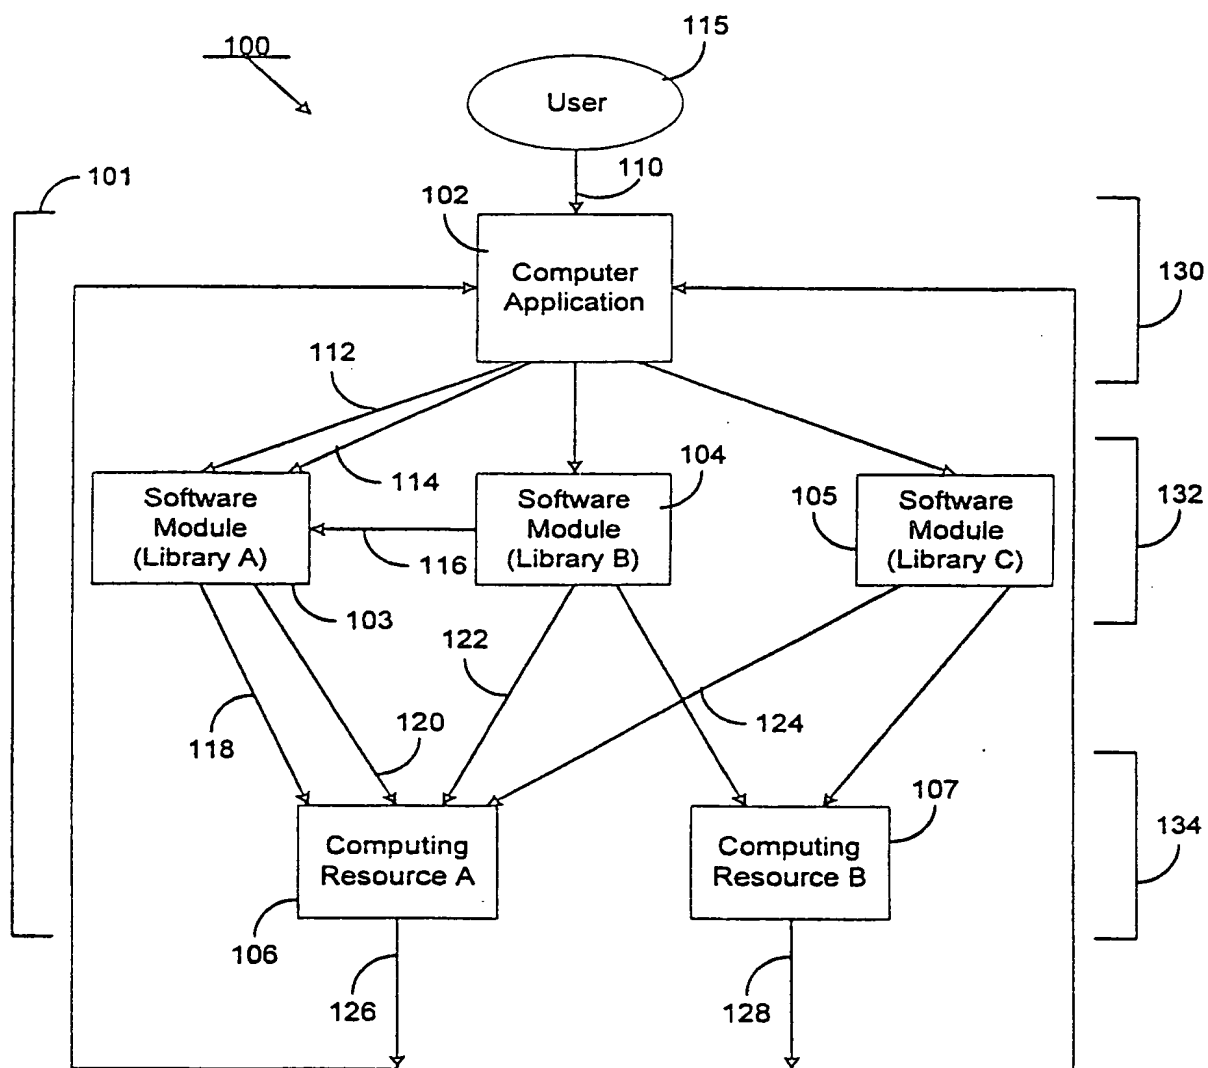 100
115
User
110
101
102
Computer
Application
130
112
114
104
105
132
Software
Module
(Library A)
Software
Module
(Library B)
Software
Module
(Library C)
116
103
122
118
120
124
107
134
Computing
Resource A
Computing
Resource B
106
126
128